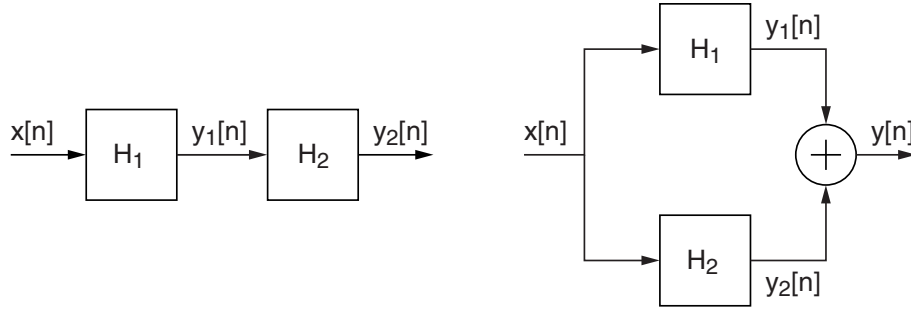 x[n] H₁ y₁[n] H₂ y₂[n]
H₁ y₁[n]
x[n] + y[n]
H₂ y₂[n]